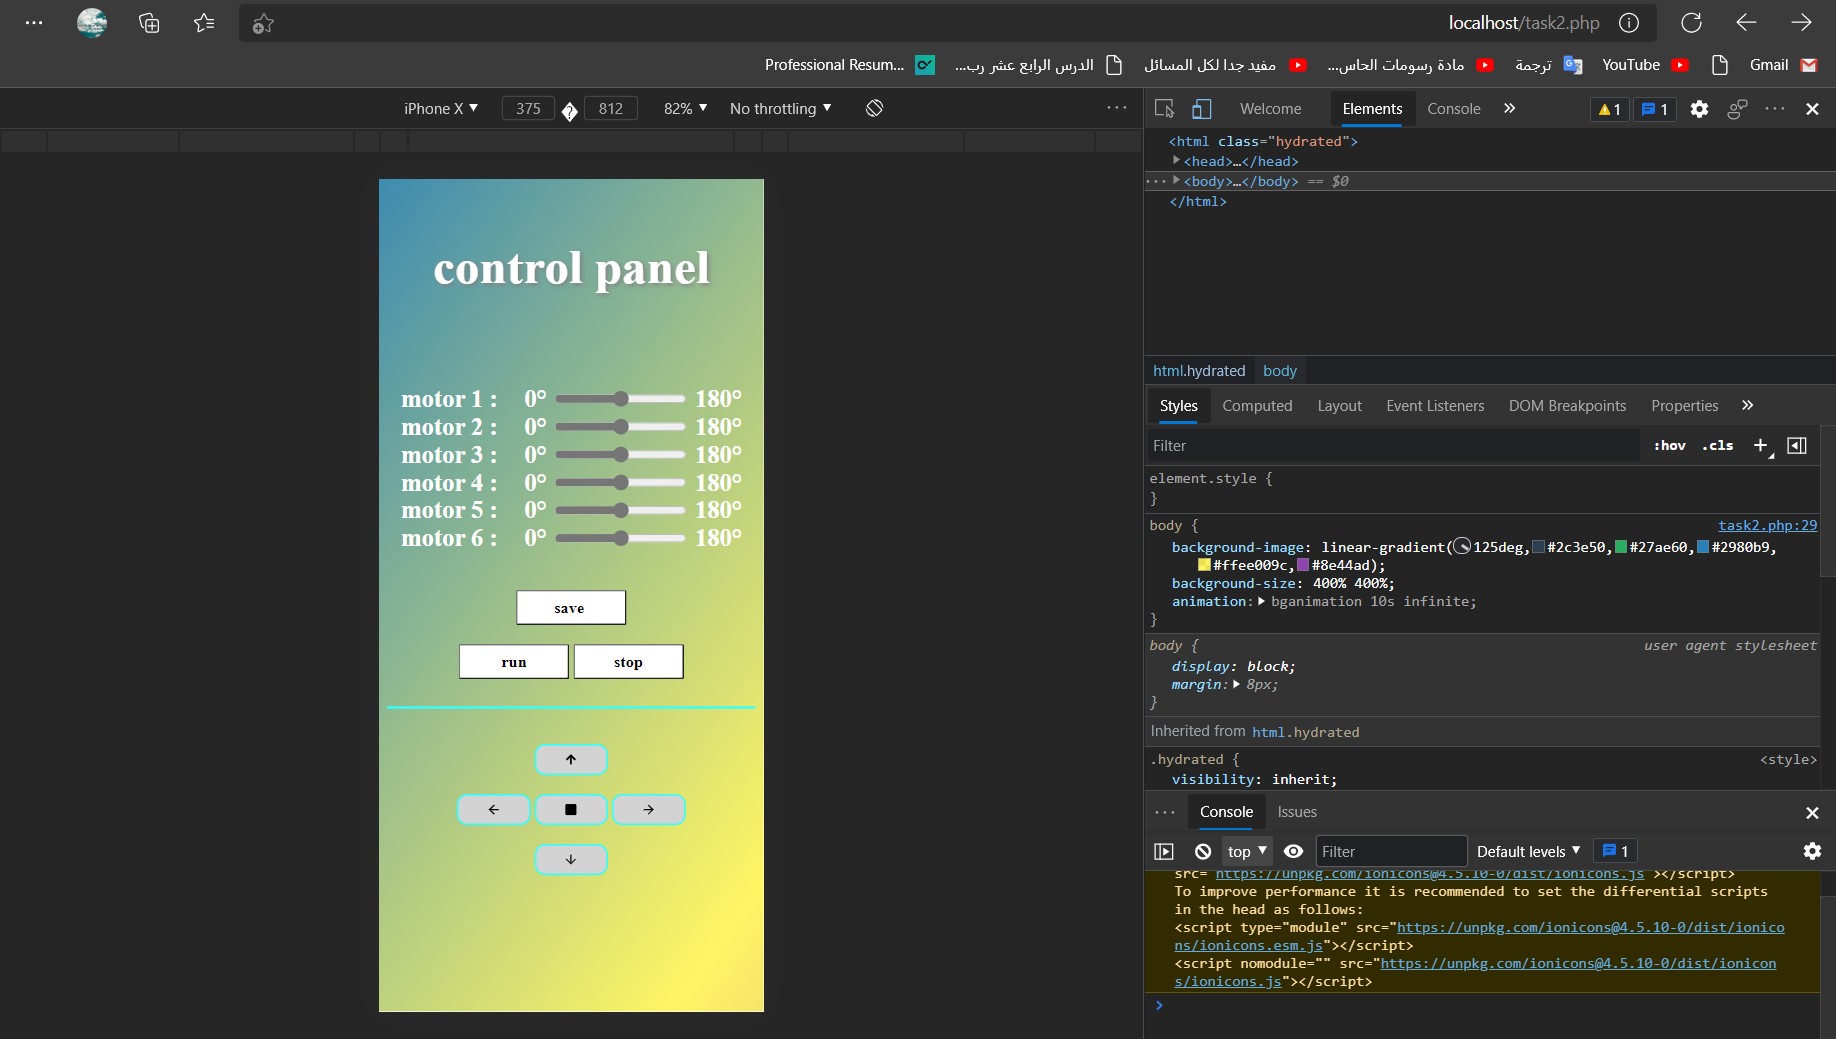 localhost/task2.php
Professional Resum...
الدرس الرابع عشر رب...
مفيد جدا لكل المسائل
مادة رسومات الحاس...
ترجمة
YouTube
Gmail
iPhone X 375 812 82% No throttling
control panel
motor 1 : 0° 180°
motor 2 : 0° 180°
motor 3 : 0° 180°
motor 4 : 0° 180°
motor 5 : 0° 180°
motor 6 : 0° 180°
save
run stop
Welcome Elements Console 1 1
<html class="hydrated">
<head>…</head>
<body>…</body> == $0
</html>
html.hydrated body
Styles Computed Layout Event Listeners DOM Breakpoints Properties
Filter :hov .cls
element.style {
}
body { task2.php:29
background-image: linear-gradient(125deg,#2c3e50,#27ae60,#2980b9,
#ffee009c,#8e44ad);
background-size: 400% 400%;
animation: bganimation 10s infinite;
}
body { user agent stylesheet
display: block;
margin: 8px;
}
Inherited from html.hydrated
.hydrated { <style>
visibility: inherit;
Console Issues
top Filter Default levels 1
src="https://unpkg.com/ionicons@4.5.10-0/dist/ionicons.js"></script>
To improve performance it is recommended to set the differential scripts
in the head as follows:
<script type="module" src="https://unpkg.com/ionicons@4.5.10-0/dist/ionico
ns/ionicons.esm.js"></script>
<script nomodule="" src="https://unpkg.com/ionicons@4.5.10-0/dist/ionicon
s/ionicons.js"></script>